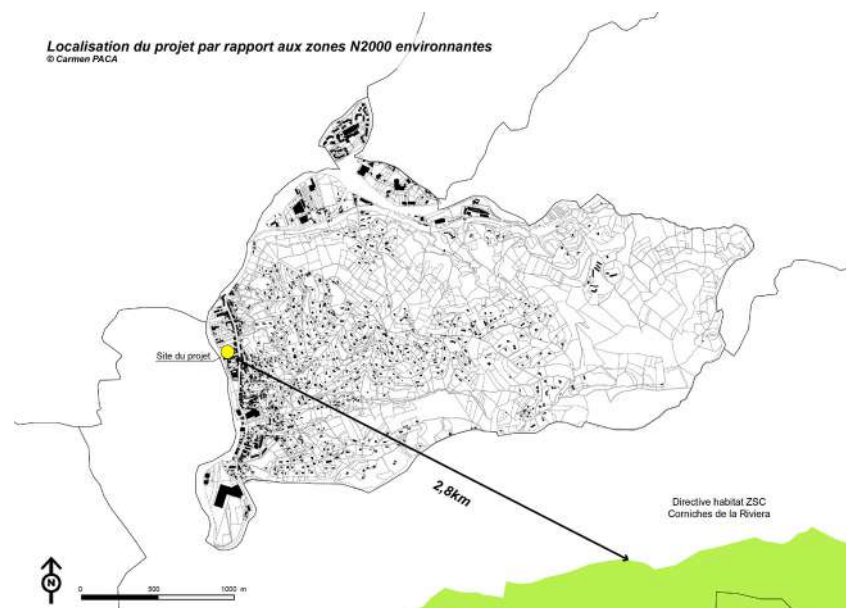 Localisation du projet par rapport aux zones N2000 environnantes
© Carmen PACA
Site du projet
2,8km
Directive habitat ZSC
Corniches de la Riviera
N
0 500 1000 m